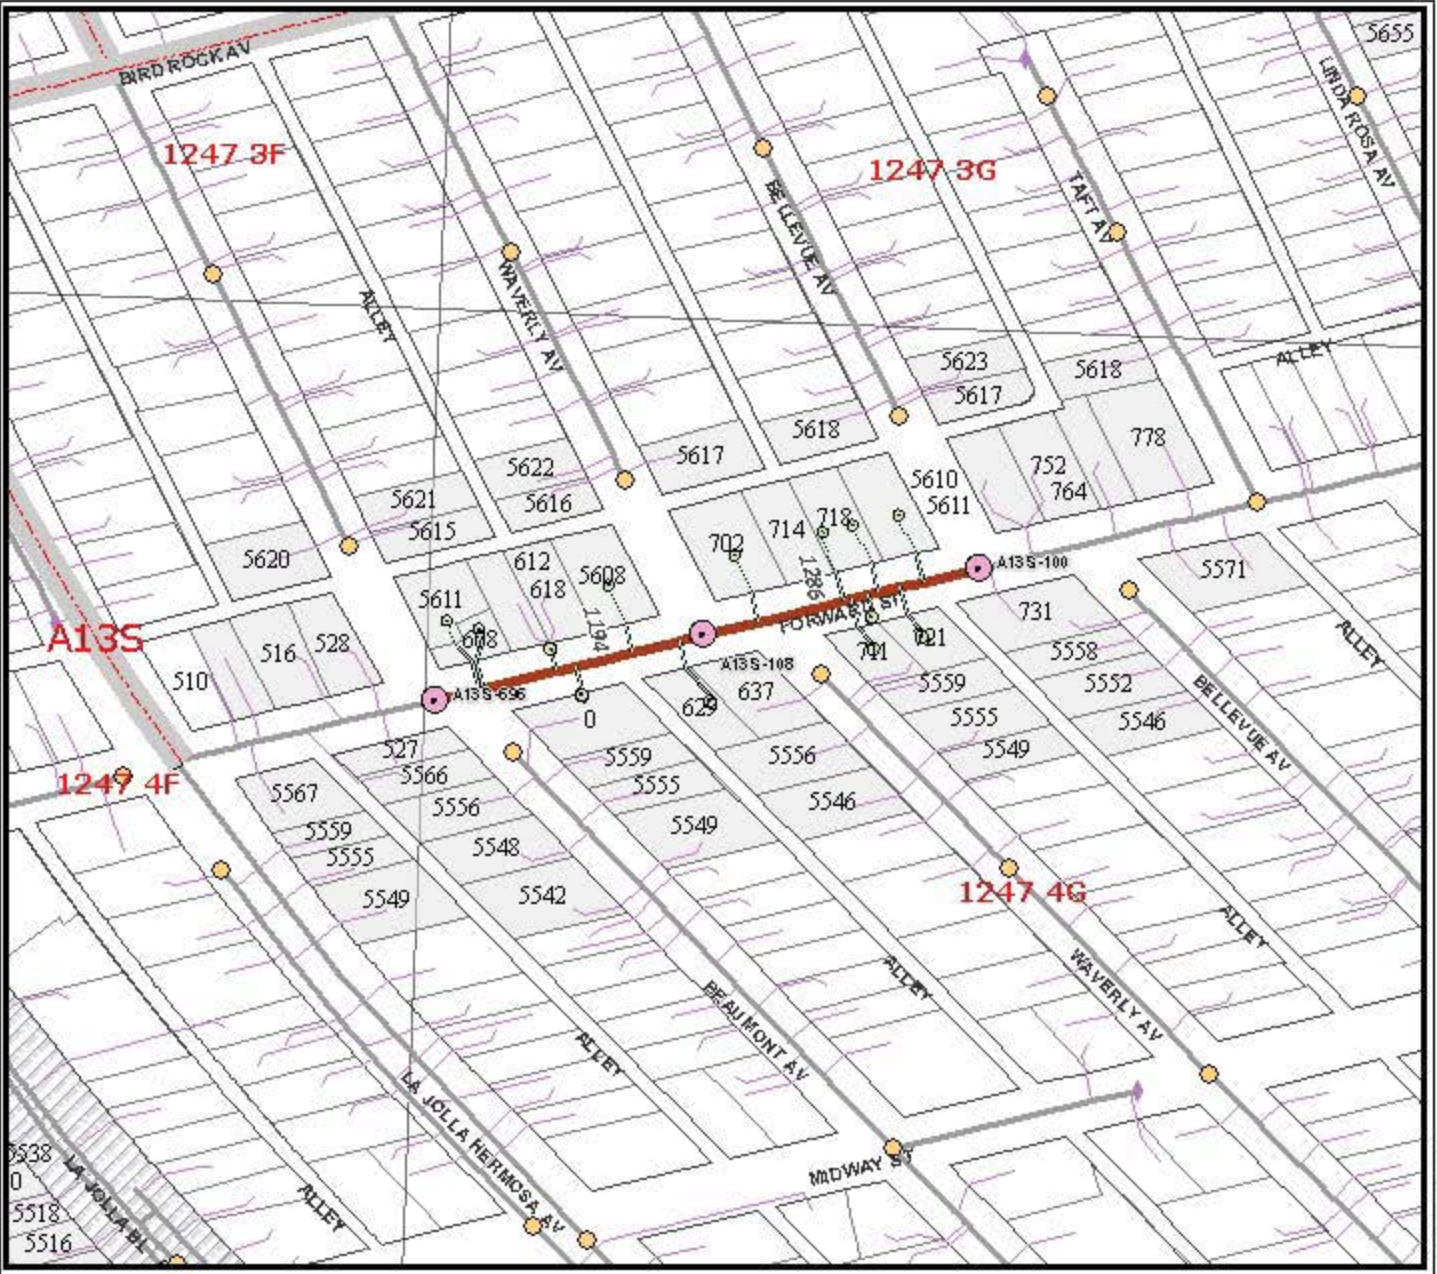 5655
BIRD ROCK AV
LINDA ROSA AV
1247 3F
1247 3G
BELLEVUE AV
TAFT AV
ALLEY
WAVERLY AV
ALLEY
5623
5618
5617
5618
778
5617
5622
752
5610
764
5621
5616
5611
5615
718
714
702
5620
612
A13S-100
5571
5608
618
1286
5611
FORWARD ST
731
A13S
528
608
1194
721
711
ALLEY
516
5558
A13S-108
510
A13S-696
637
5559
5552
629
0
5555
5546
BELLEVUE AV
527
5549
5559
5556
5566
1247 4F
5555
5567
5556
5546
5559
5549
5548
5555
1247 4G
5549
5542
ALLEY
WAVERLY AV
ALLEY
BEAUMONT AV
ALLEY
LA JOLLA HERMOSA AV
5538
MIDWAY ST
0
LA JOLLA BL
ALLEY
5518
5516